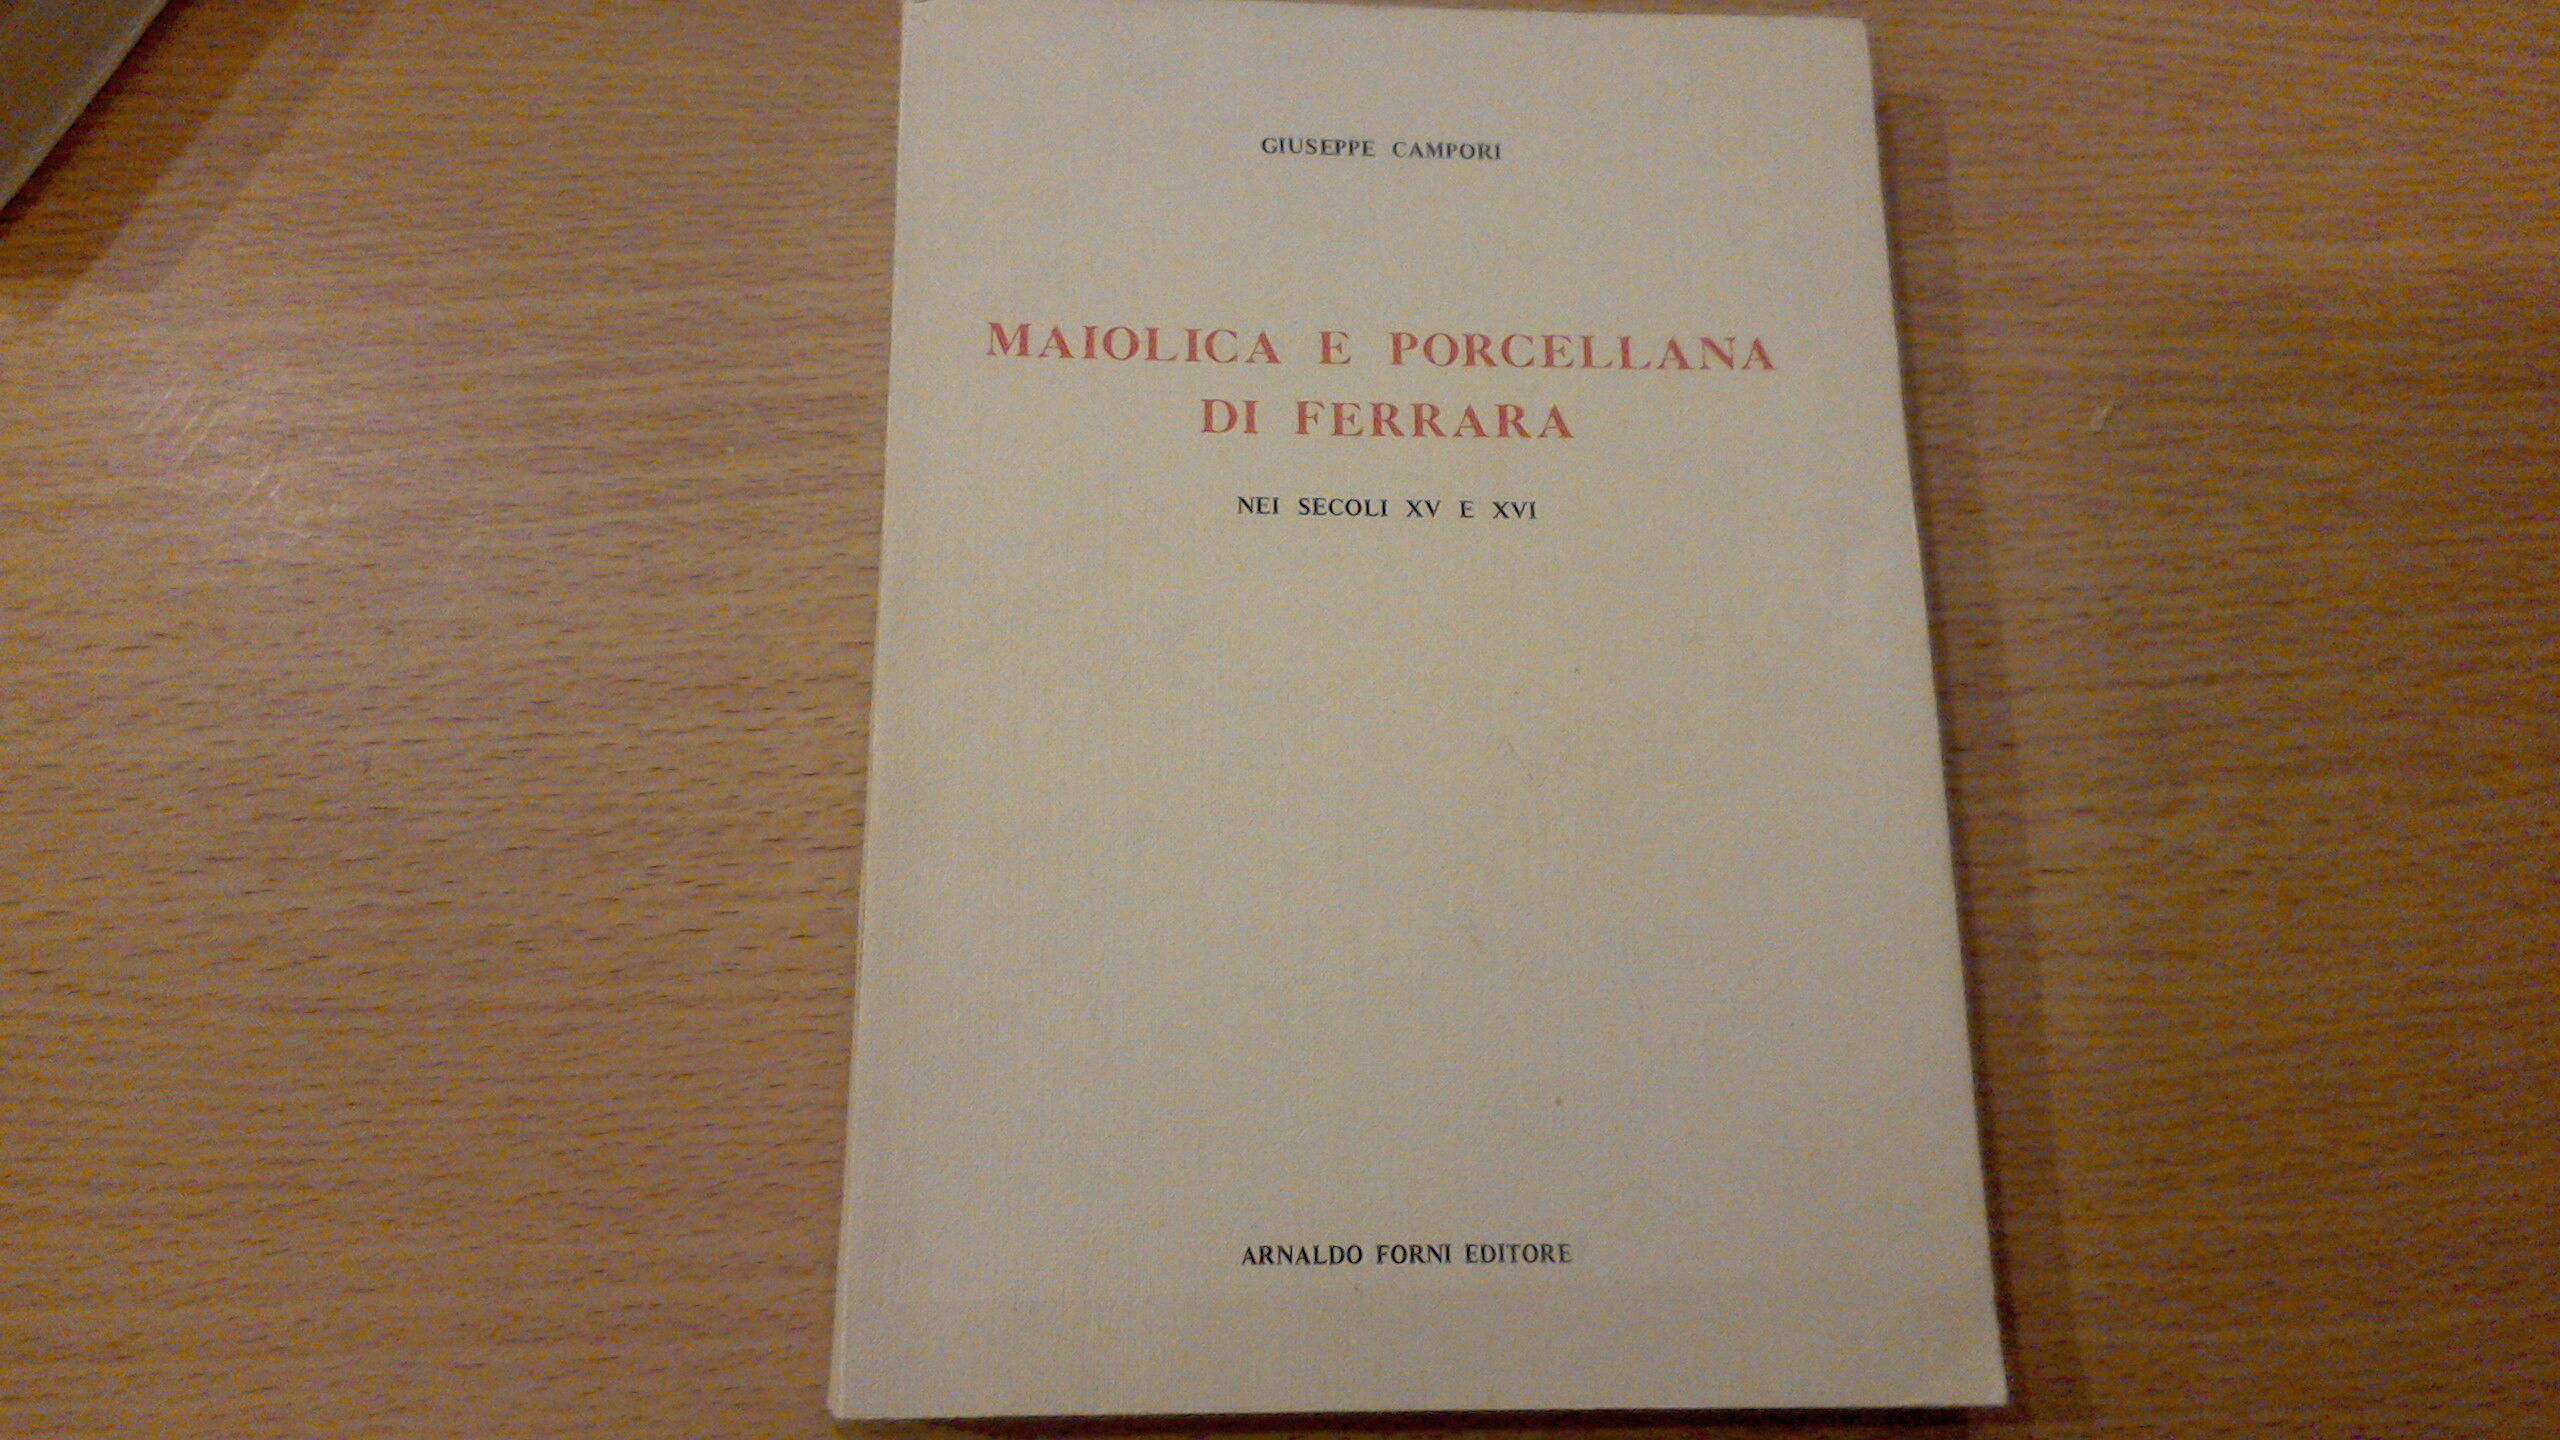 GIUSEPPE CAMPORI
MAIOLICA E PORCELLANA
DI FERRARA
NEI SECOLI XV E XVI
ARNALDO FORNI EDITORE